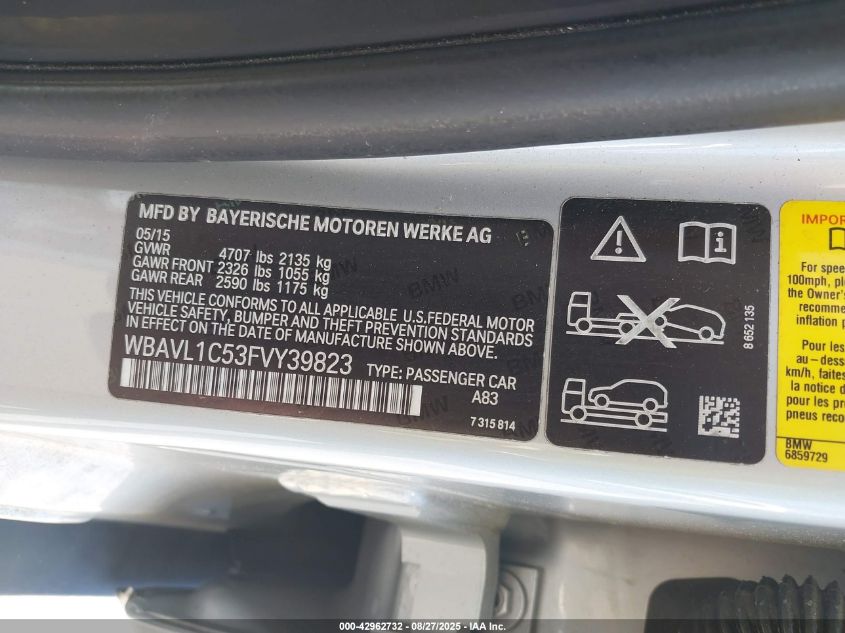 MFD BY BAYERISCHE MOTOREN WERKE AG
05/15
GVWR 4707 lbs 2135 kg
GAWR FRONT 2326 lbs 1055 kg
GAWR REAR 2590 lbs 1175 kg
THIS VEHICLE CONFORMS TO ALL APPLICABLE U.S.FEDERAL MOTOR
VEHICLE SAFETY, BUMPER AND THEFT PREVENTION STANDARDS
IN EFFECT ON THE DATE OF MANUFACTURE SHOWN ABOVE.
WBAVL1C53FVY39823 TYPE: PASSENGER CAR
A83
7 315 814
8 652 135
IMPOR
For spee
100mph, ple
the Owner's
recomme
inflation p
Pour les
au – dess
km/h, faites
la notice d
pour les p
pneus reco
BMW
6859729
000-42962732 - 08/27/2025 - IAA Inc.